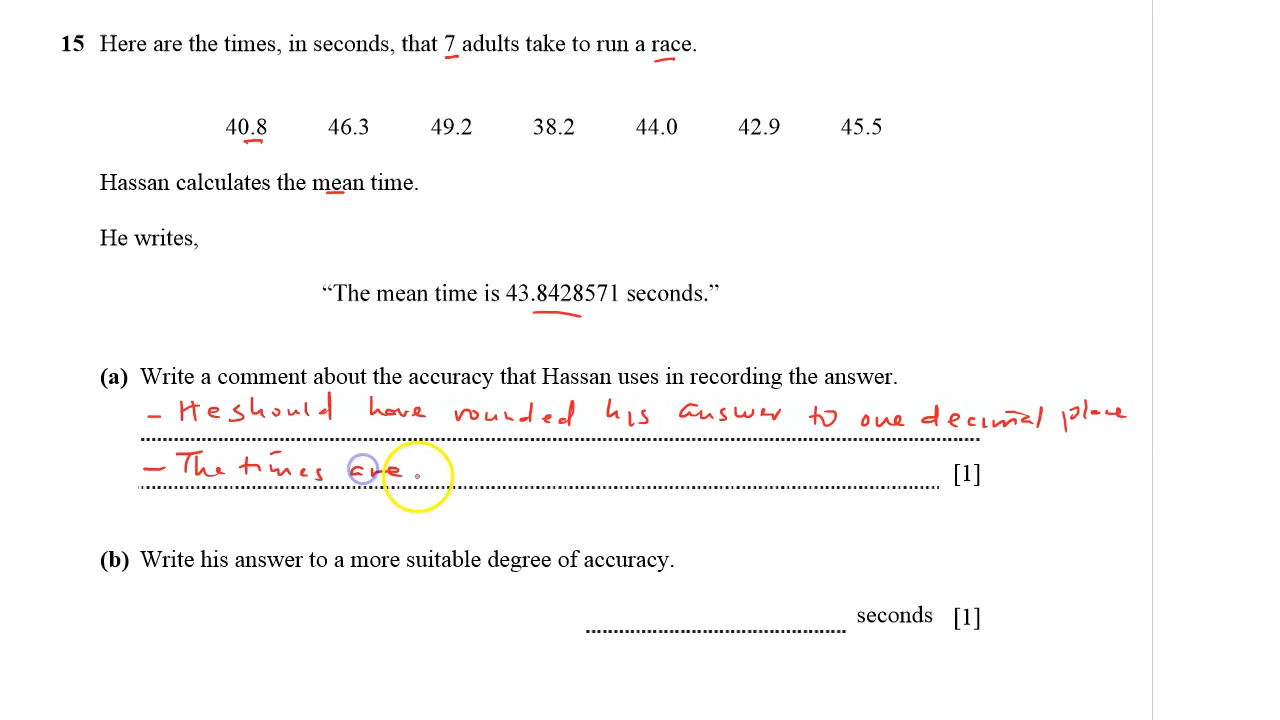 15 Here are the times, in seconds, that 7 adults take to run a race.
40.8 46.3 49.2 38.2 44.0 42.9 45.5
Hassan calculates the mean time.
He writes,
“The mean time is 43.8428571 seconds.”
(a) Write a comment about the accuracy that Hassan uses in recording the answer.
- He should have rounded his answer to one decimal place
- The times are. [1]
(b) Write his answer to a more suitable degree of accuracy.
seconds [1]